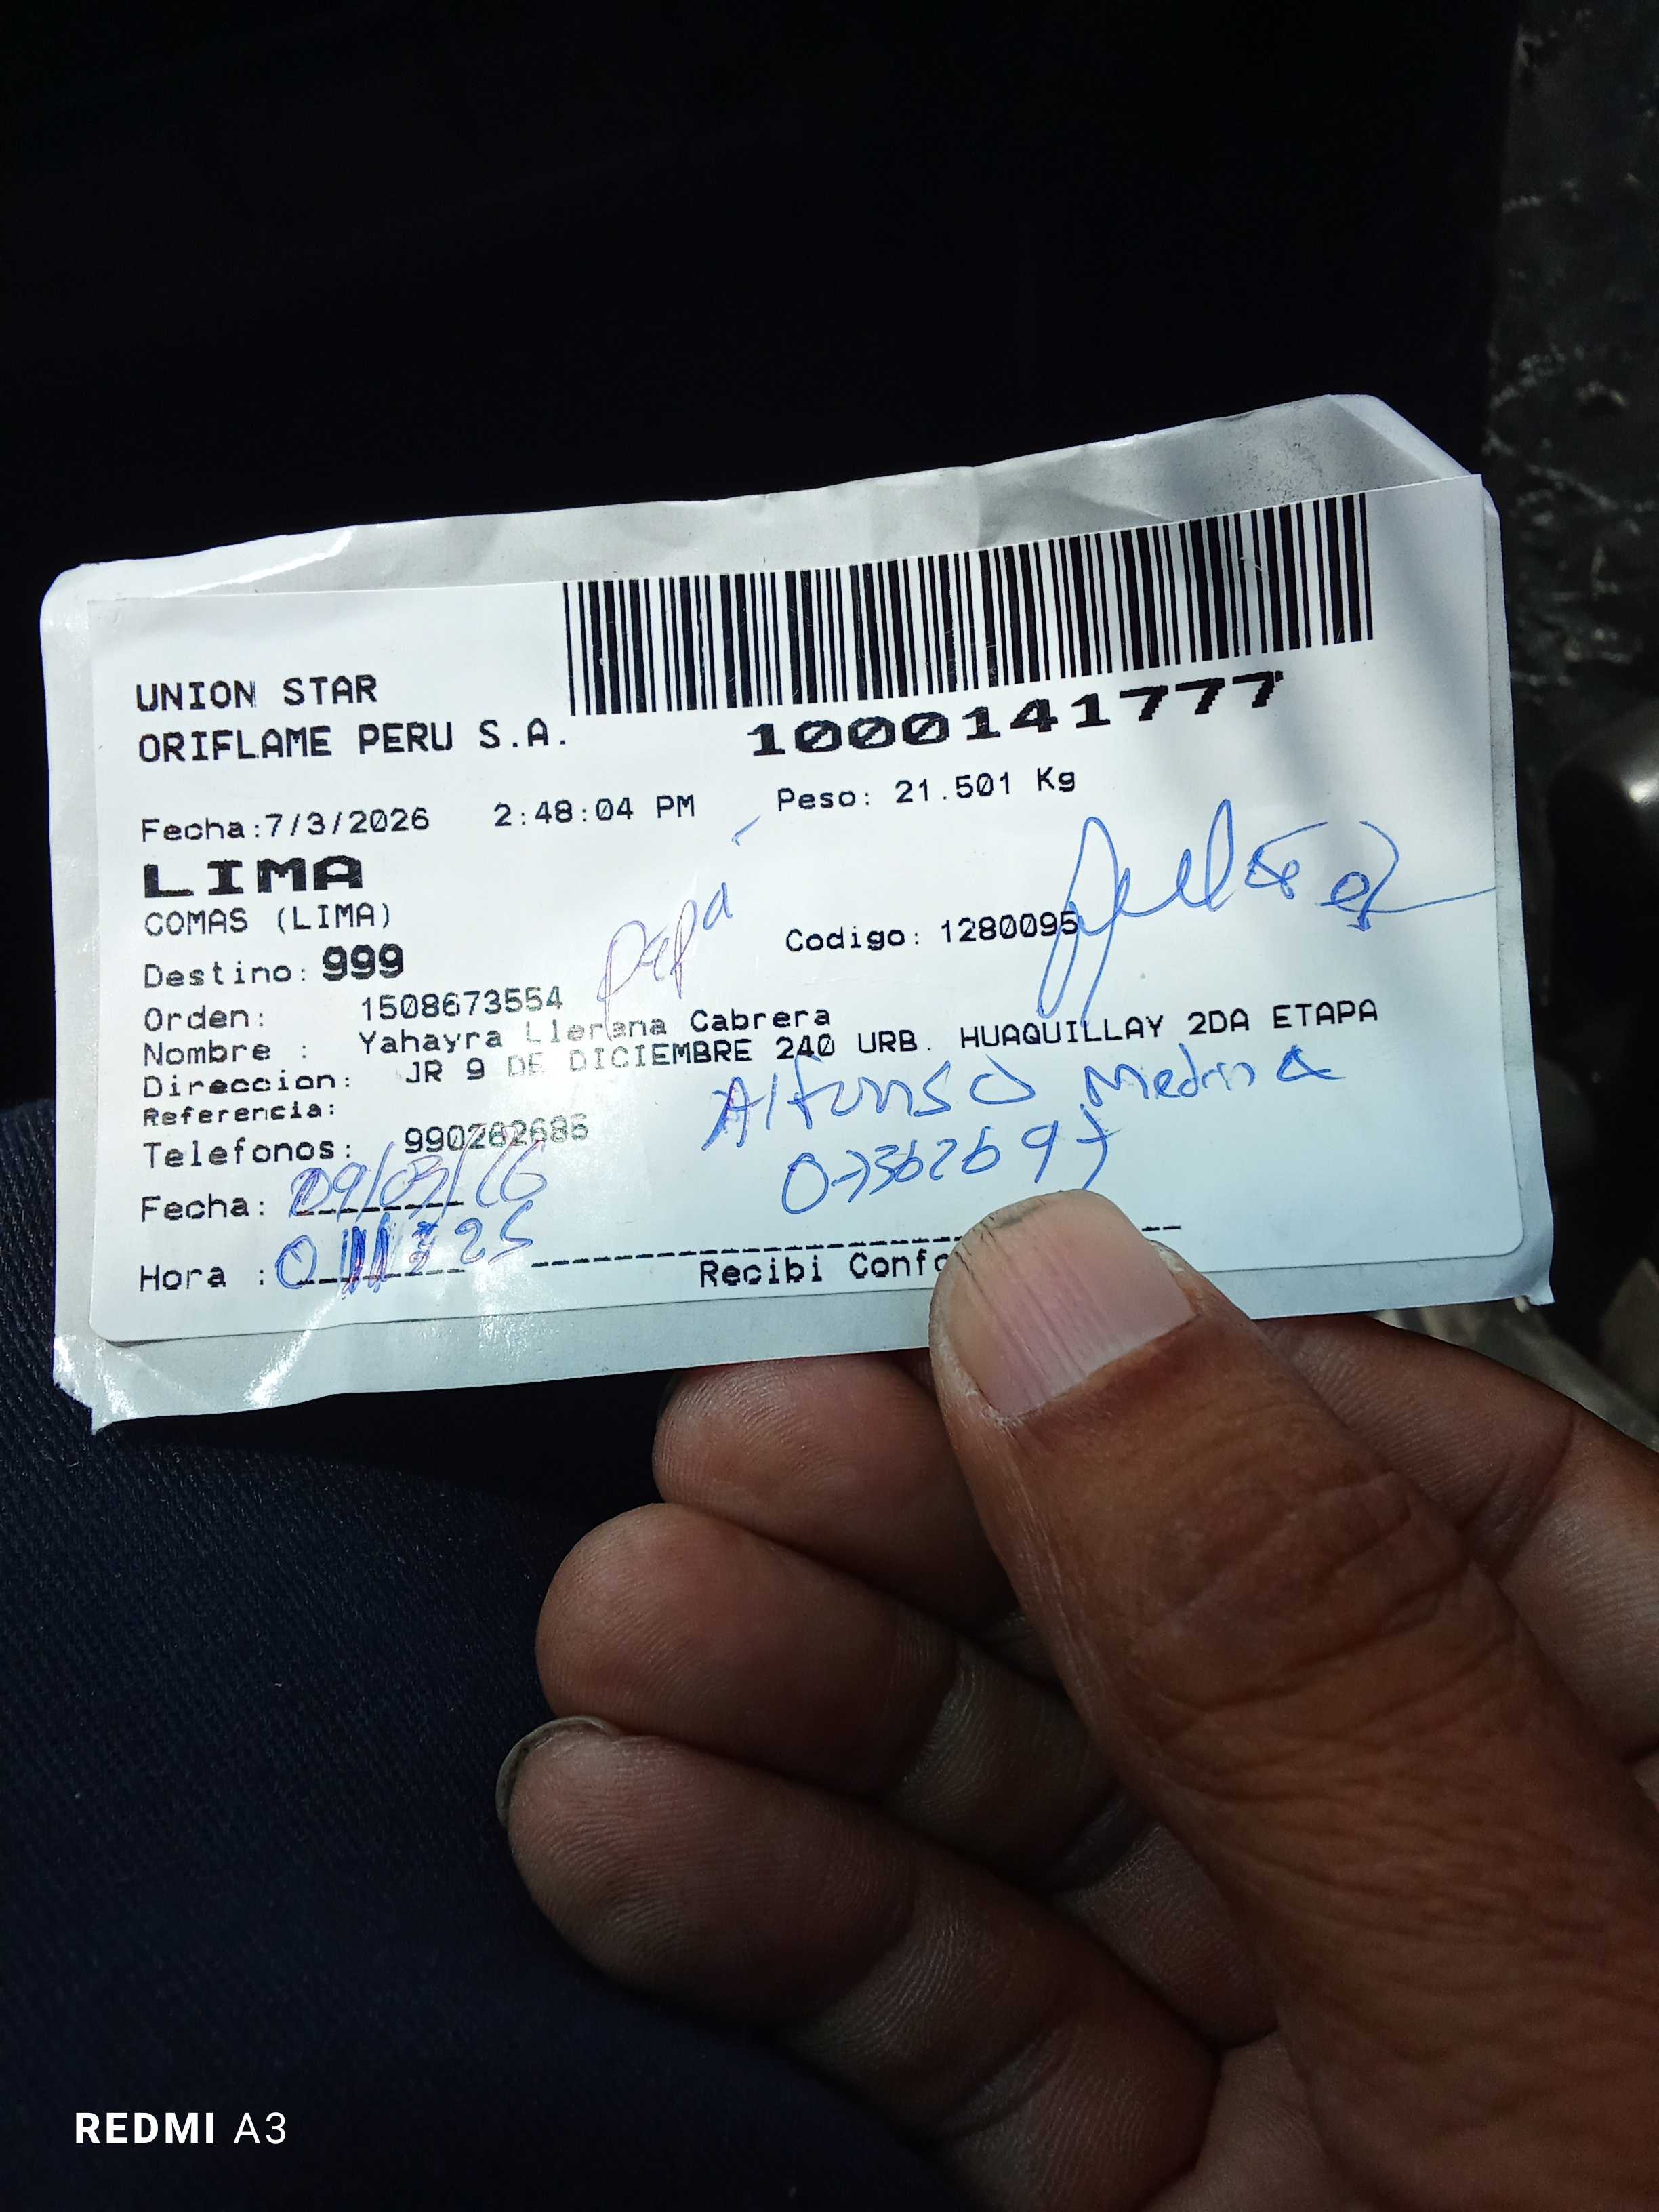 UNION STAR
ORIFLAME PERU S.A.
1000141777
Fecha:7/3/2026 2:48:04 PM Peso: 21.501 Kg
LIMA
COMAS (LIMA)
papá
Codigo: 1280095
Destino: 999
Orden: 1508673554
Nombre : Yahayra Llerena Cabrera
Direccion: JR 9 DE DICIEMBRE 240 URB. HUAQUILLAY 2DA ETAPA
Referencia:
Alfonso Medina
Telefonos: 990262685
07362697
Fecha: 09/03/26
Hora :
Recibi Confo
REDMI A3